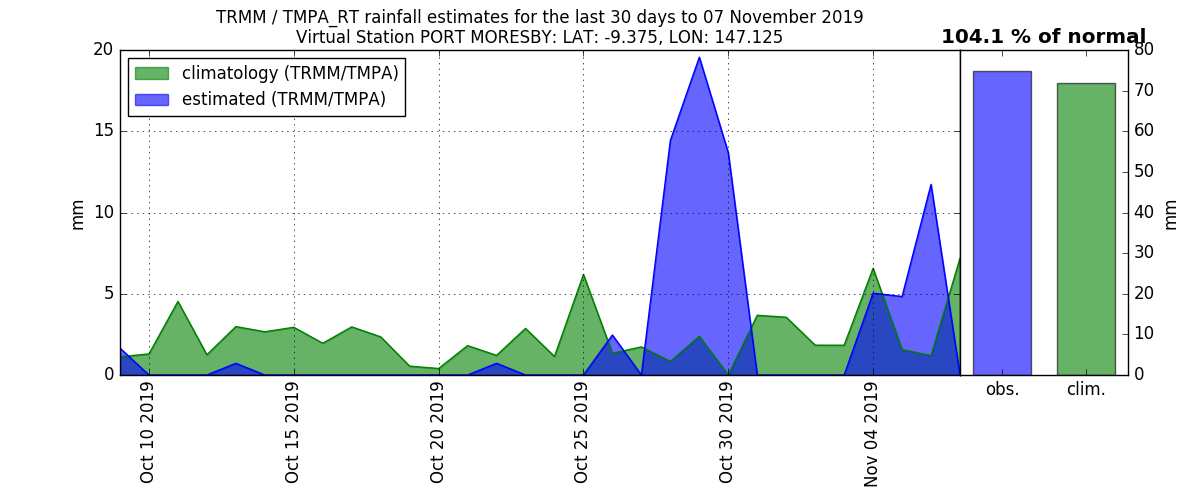 TRMM / TMPA_RT rainfall estimates for the last 30 days to 07 November 2019
Virtual Station PORT MORESBY: LAT: -9.375, LON: 147.125
104.1 % of normal
climatology (TRMM/TMPA)
estimated (TRMM/TMPA)
20
15
10
5
0
mm
Oct 10 2019
Oct 15 2019
Oct 20 2019
Oct 25 2019
Oct 30 2019
Nov 04 2019
obs.
clim.
80
70
60
50
40
30
20
10
0
mm